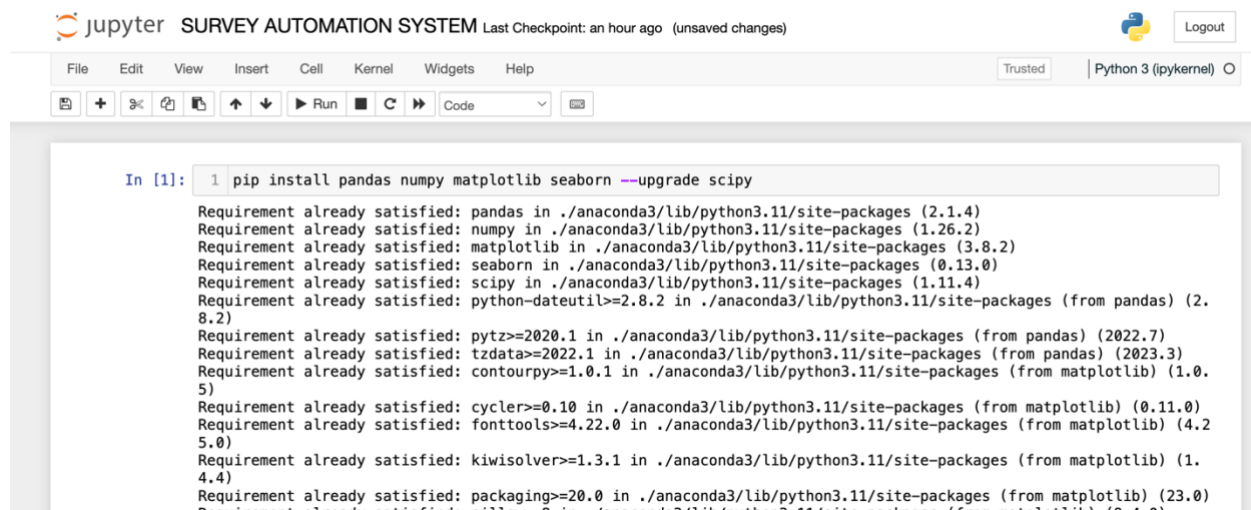 jupyter SURVEY AUTOMATION SYSTEM Last Checkpoint: an hour ago (unsaved changes) Logout
File Edit View Insert Cell Kernel Widgets Help Trusted Python 3 (ipykernel)
Run Code
In [1]: 1 pip install pandas numpy matplotlib seaborn --upgrade scipy
Requirement already satisfied: pandas in ./anaconda3/lib/python3.11/site-packages (2.1.4)
Requirement already satisfied: numpy in ./anaconda3/lib/python3.11/site-packages (1.26.2)
Requirement already satisfied: matplotlib in ./anaconda3/lib/python3.11/site-packages (3.8.2)
Requirement already satisfied: seaborn in ./anaconda3/lib/python3.11/site-packages (0.13.0)
Requirement already satisfied: scipy in ./anaconda3/lib/python3.11/site-packages (1.11.4)
Requirement already satisfied: python-dateutil>=2.8.2 in ./anaconda3/lib/python3.11/site-packages (from pandas) (2.
8.2)
Requirement already satisfied: pytz>=2020.1 in ./anaconda3/lib/python3.11/site-packages (from pandas) (2022.7)
Requirement already satisfied: tzdata>=2022.1 in ./anaconda3/lib/python3.11/site-packages (from pandas) (2023.3)
Requirement already satisfied: contourpy>=1.0.1 in ./anaconda3/lib/python3.11/site-packages (from matplotlib) (1.0.
5)
Requirement already satisfied: cycler>=0.10 in ./anaconda3/lib/python3.11/site-packages (from matplotlib) (0.11.0)
Requirement already satisfied: fonttools>=4.22.0 in ./anaconda3/lib/python3.11/site-packages (from matplotlib) (4.2
5.0)
Requirement already satisfied: kiwisolver>=1.3.1 in ./anaconda3/lib/python3.11/site-packages (from matplotlib) (1.
4.4)
Requirement already satisfied: packaging>=20.0 in ./anaconda3/lib/python3.11/site-packages (from matplotlib) (23.0)